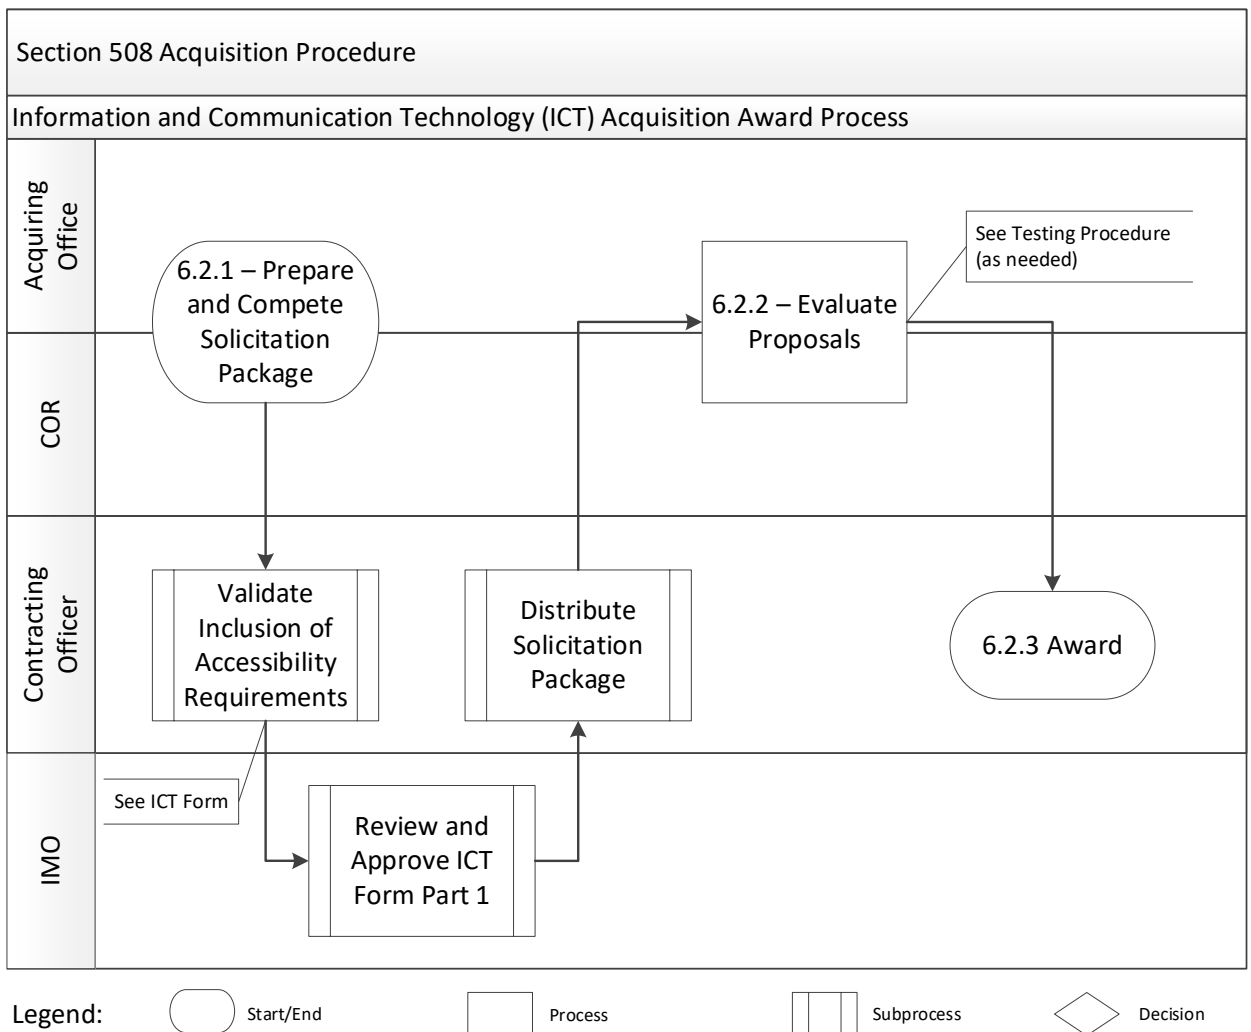 Section 508 Acquisition Procedure
Information and Communication Technology (ICT) Acquisition Award Process
Acquiring
Office
6.2.1 – Prepare
and Compete
Solicitation
Package
6.2.2 – Evaluate
Proposals
See Testing Procedure
(as needed)
COR
Contracting
Officer
Validate
Inclusion of
Accessibility
Requirements
Distribute
Solicitation
Package
6.2.3 Award
IMO
See ICT Form
Review and
Approve ICT
Form Part 1
Legend:
Start/End
Process
Subprocess
Decision